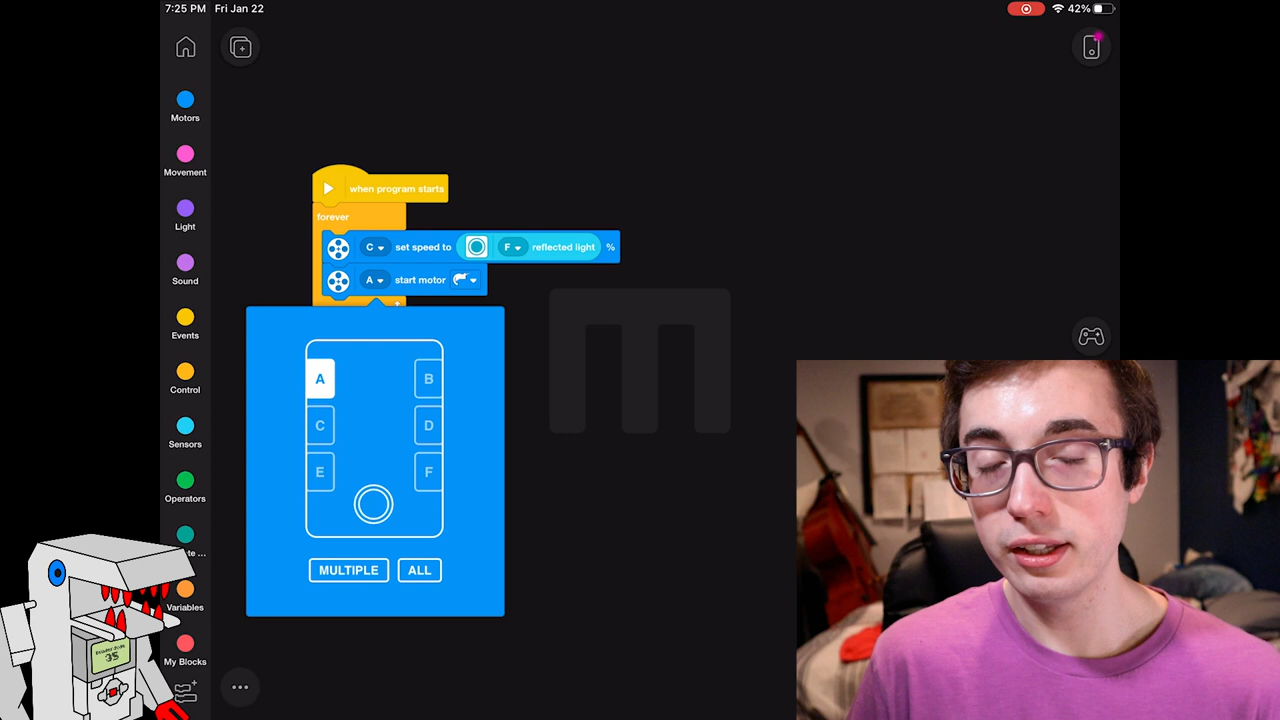 7:25 PM Fri Jan 22
42%
Motors
Movement
Light
Sound
Events
Control
Sensors
Operators
Variables
My Blocks
when program starts
forever
C set speed to F reflected light %
A start motor
A B
C D
E F
MULTIPLE ALL
35